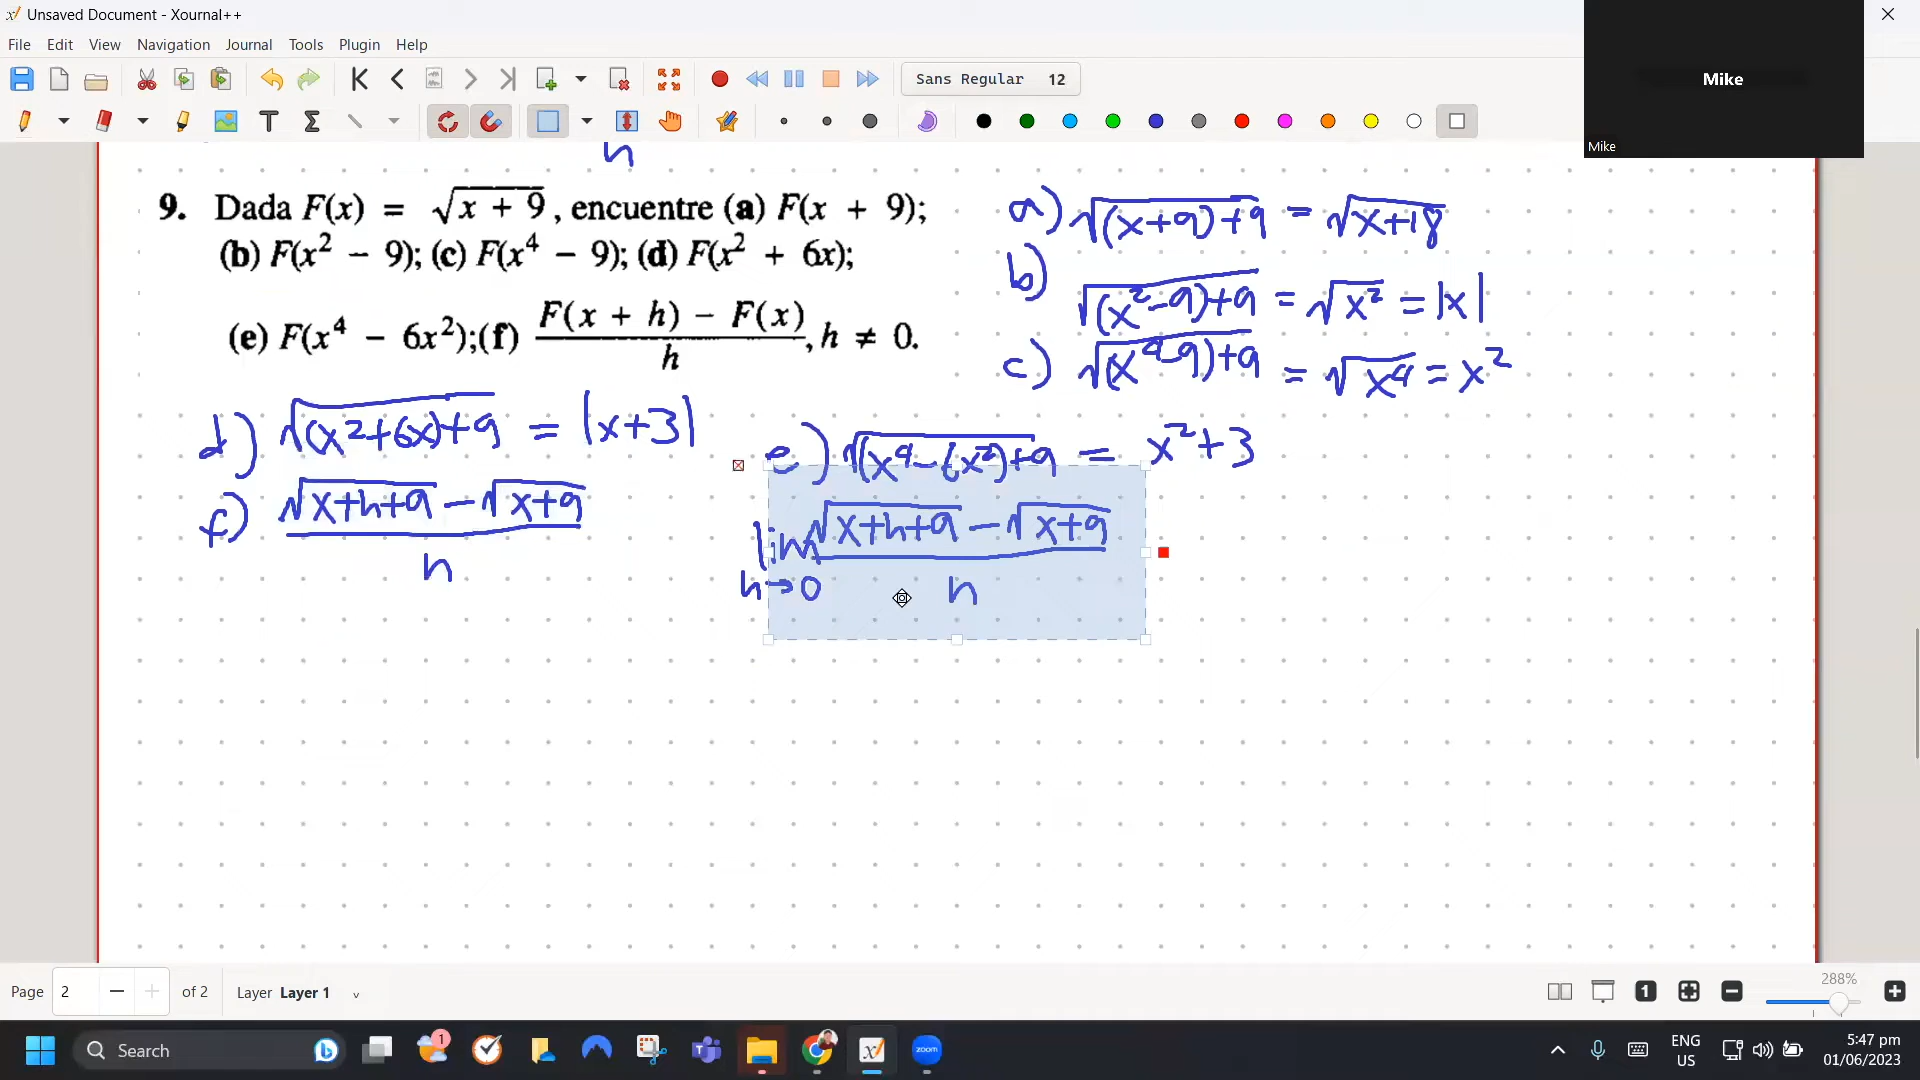 Unsaved Document - Xournal++
File Edit View Navigation Journal Tools Plugin Help
Sans Regular 12
Mike
Mike
h
9. Dada F(x) = √x + 9, encuentre (a) F(x + 9);
(b) F(x² − 9); (c) F(x⁴ − 9); (d) F(x² + 6x);
(e) F(x⁴ − 6x²);(f) F(x + h) − F(x) / h, h ≠ 0.
a) √(x+9)+9 = √x+18
b) √(x²-9)+9 = √x² = |x|
c) √(x⁴-9)+9 = √x⁴ = x²
d) √(x²+6x)+9 = |x+3|
e) √(x⁴-6x²)+9 = x²+3
f) √x+h+9 - √x+9 / h
lim h→0 √x+h+9 - √x+9 / h
288%
Page 2 of 2 Layer Layer 1
1
Search
1
zoom
ENG
US
5:47 pm
01/06/2023